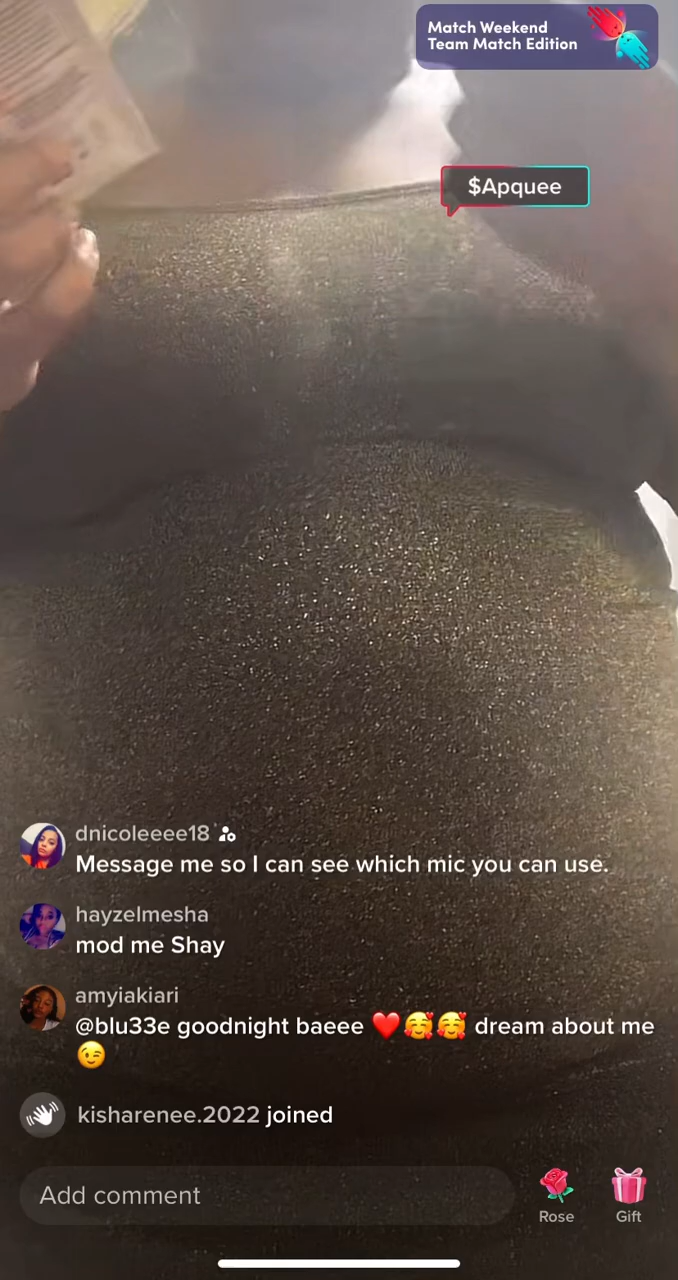 Match Weekend
Team Match Edition
$Apquee
dnicoleeee18
Message me so I can see which mic you can use.
hayzelmesha
mod me Shay
amyiakiari
@blu33e goodnight baeee ❤️🥰🥰 dream about me
😉
kisharenee.2022 joined
Add comment
Rose
Gift